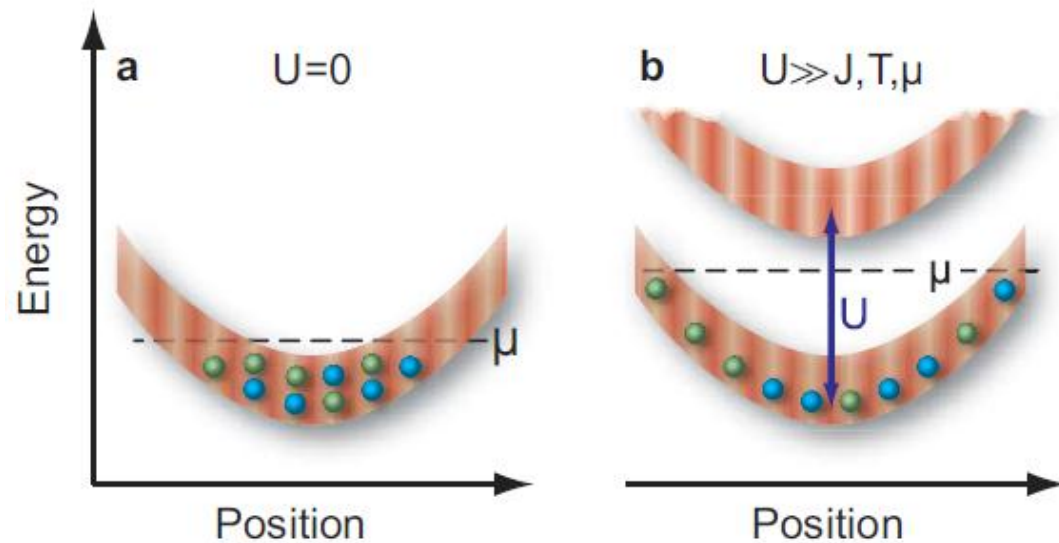 a
U=0
Energy
μ
Position
b
U≫J,T,μ
μ
U
Position